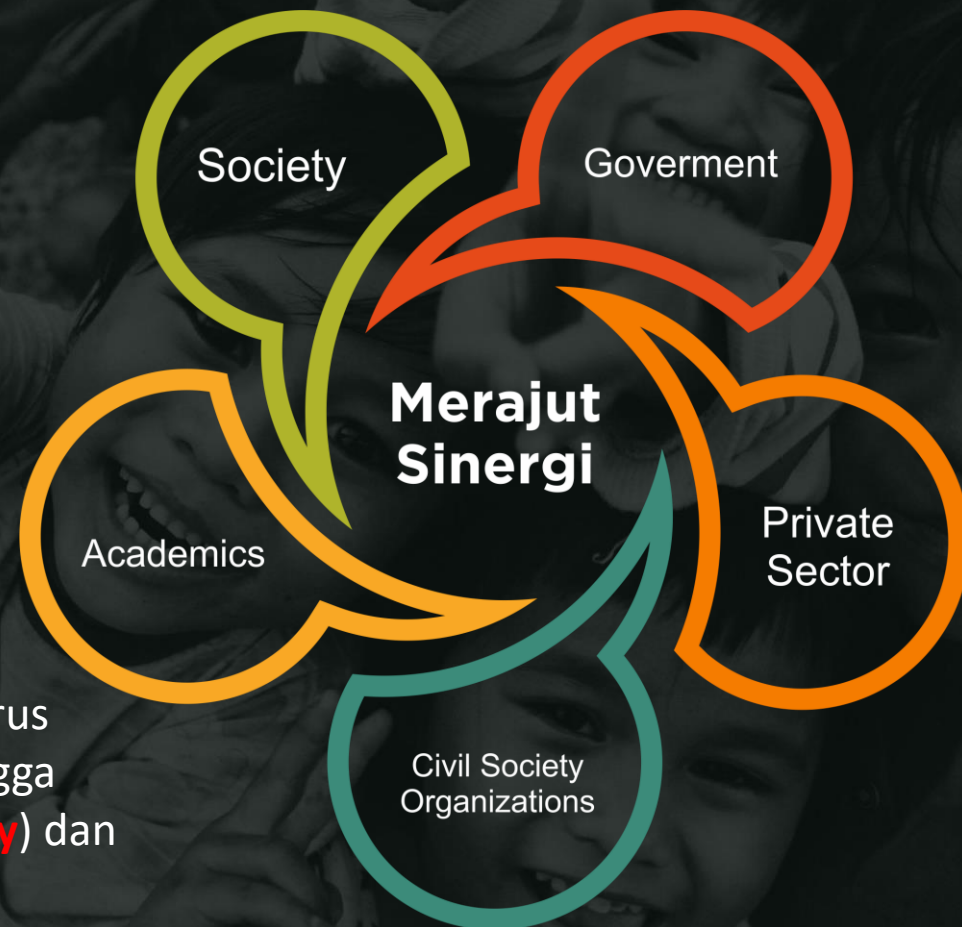 Society
Goverment
Merajut
Sinergi
Academics
Private
Sector
Civil Society
Organizations
rus
gga
y) dan